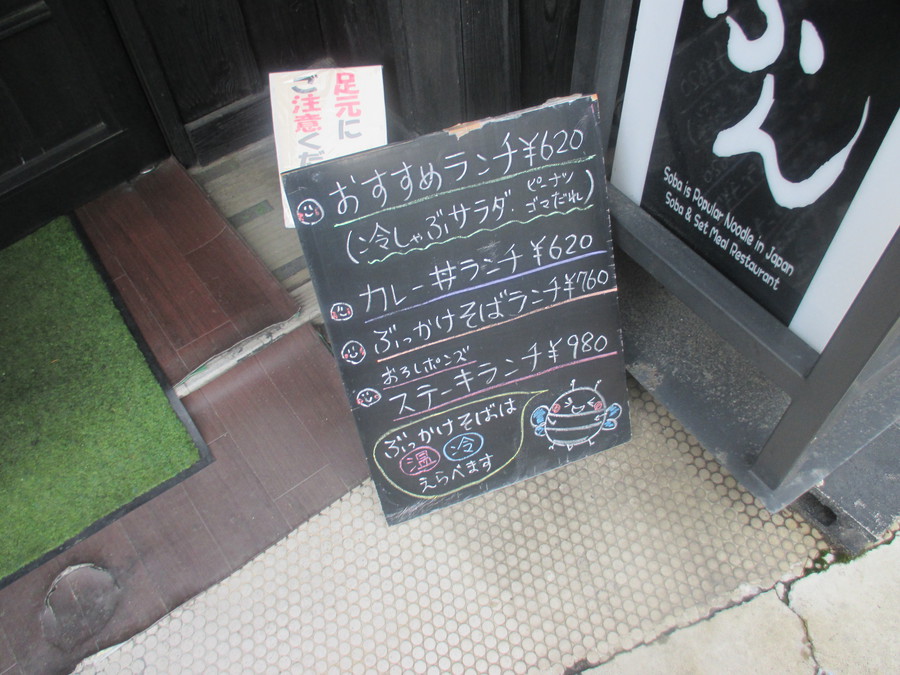 足元に
ご注意くだ
おすすめランチ¥620
(冷しゃぶサラダ. ピーナツ
ゴマだれ)
カレー丼ランチ¥620
ぶっかけそばランチ¥760
おろしポンズ
ステーキランチ¥980
ぶっかけそばは
温 冷
えらべます
ぶん
Soba is Popular Noodle in Japan
Soba & Set Meal Restaurant